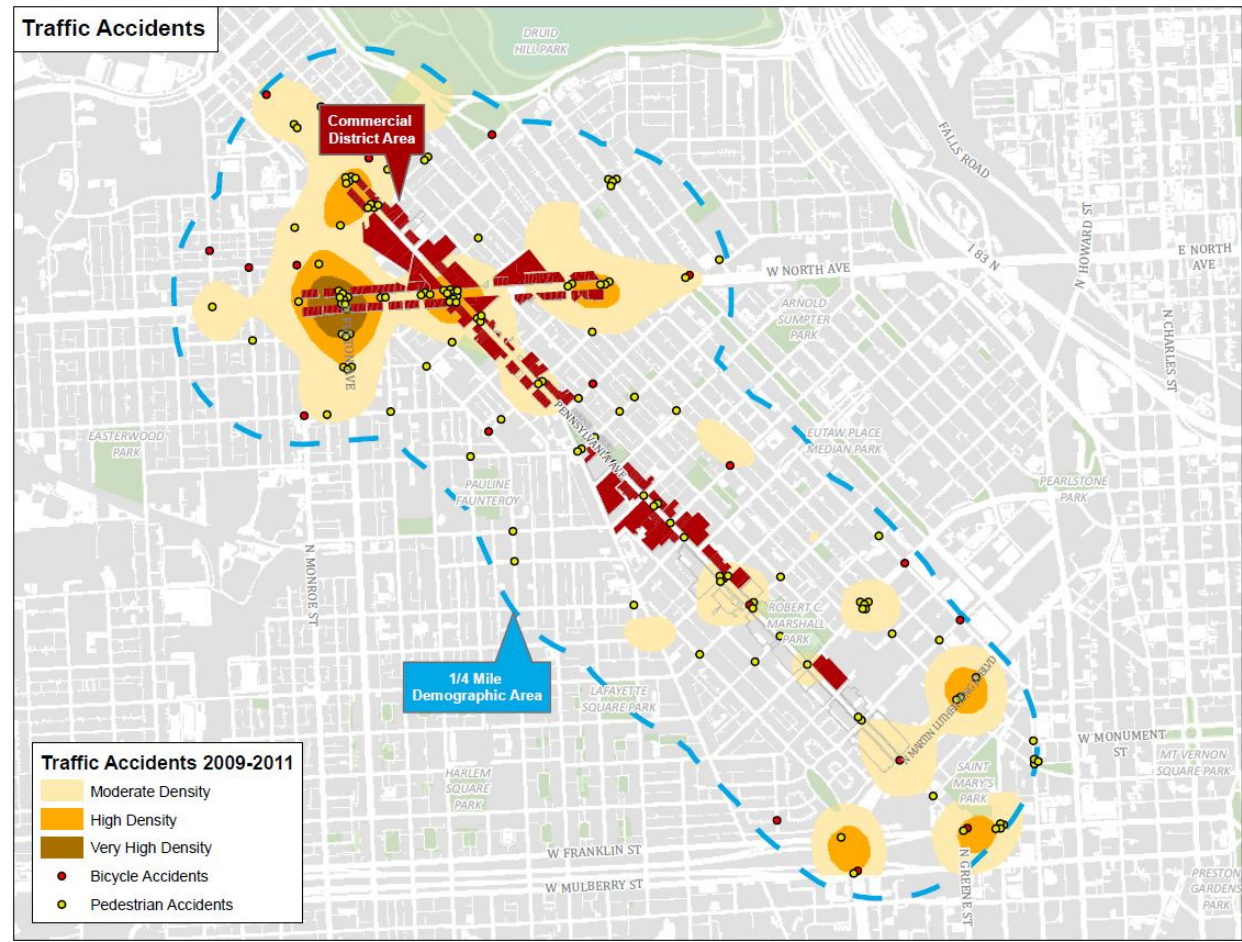 Traffic Accidents
DRUID
HILL PARK
Commercial
District Area
FALLS ROAD
I 83 N
N HOWARD ST
E NORTH
AVE
W NORTH AVE
ARNOLD
SUMPTER
PARK
N CHARLES ST
EASTERWOOD
PARK
PENNSYLVANIA AVE
EUTAW PLACE
MEDIAN PARK
PAULINE
FAUNTEROY
PEARLSTONE
PARK
N MONROE ST
ROBERT C.
MARSHALL
PARK
1/4 Mile
Demographic Area
LAFAYETTE
SQUARE PARK
N MARTIN LUTHER KING JR BLVD
W MONUMENT
ST
MT VERNON
SQUARE PARK
SAINT
MARY'S
PARK
HARLEM
SQUARE
PARK
Traffic Accidents 2009-2011
Moderate Density
High Density
Very High Density
Bicycle Accidents
Pedestrian Accidents
W FRANKLIN ST
W MULBERRY ST
N GREENE ST
PRESTON
GARDENS
PARK